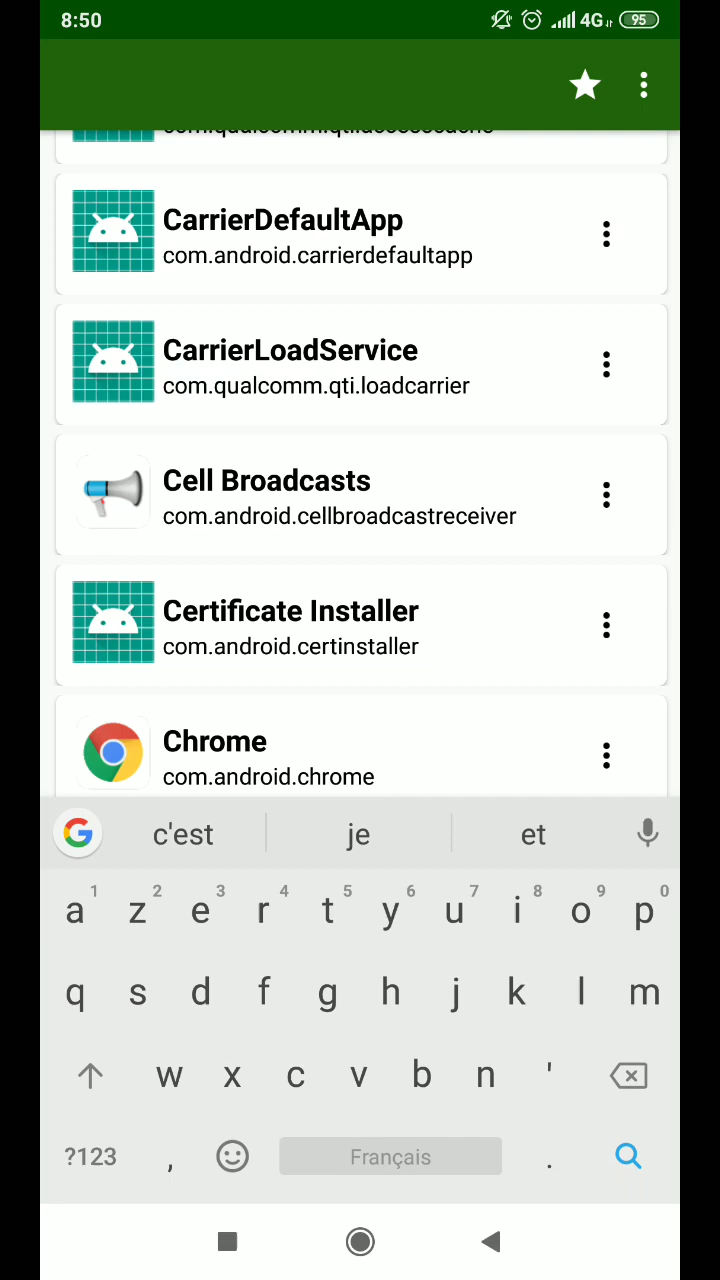 8:50 4G 95
CarrierDefaultApp
com.android.carrierdefaultapp
CarrierLoadService
com.qualcomm.qti.loadcarrier
Cell Broadcasts
com.android.cellbroadcastreceiver
Certificate Installer
com.android.certinstaller
Chrome
com.android.chrome
c'est je et
1 2 3 4 5 6 7 8 9 0
a z e r t y u i o p
q s d f g h j k l m
w x c v b n '
?123 , Français .